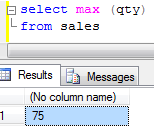 select max (qty)
from sales
Results Messages
(No column name)
1 75